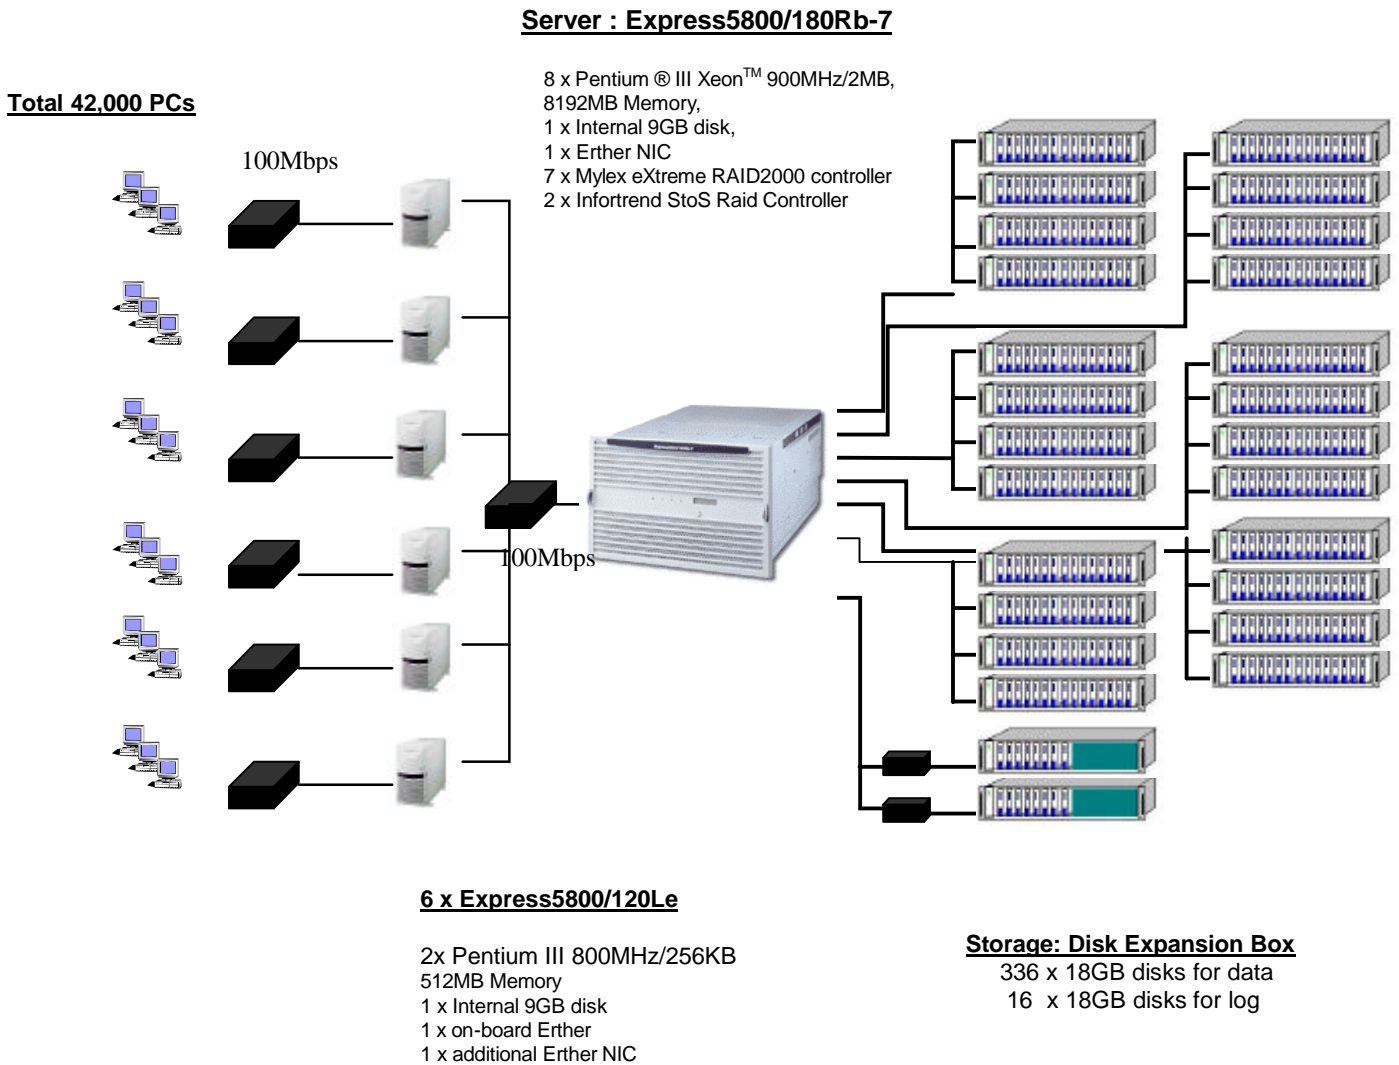 Server : Express5800/180Rb-7
8 x Pentium ® III Xeon™ 900MHz/2MB,
8192MB Memory,
1 x Internal 9GB disk,
1 x Erther NIC
7 x Mylex eXtreme RAID2000 controller
2 x Infortrend StoS Raid Controller
Total 42,000 PCs
100Mbps
100Mbps
6 x Express5800/120Le
2x Pentium III 800MHz/256KB
512MB Memory
1 x Internal 9GB disk
1 x on-board Erther
1 x additional Erther NIC
Storage: Disk Expansion Box
336 x 18GB disks for data
16 x 18GB disks for log